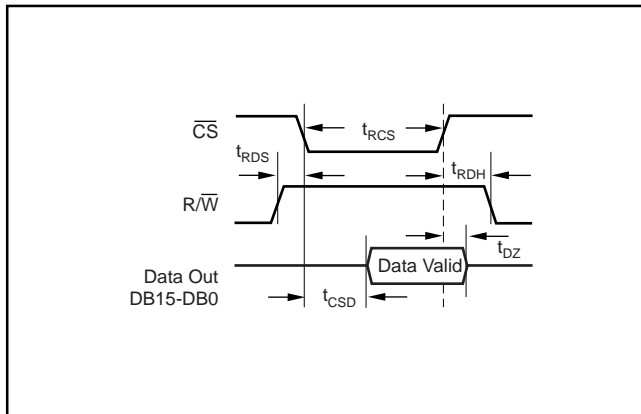 CS
tRCS
tRDS
tRDH
R/W
tDZ
Data Valid
Data Out
DB15-DB0
tCSD